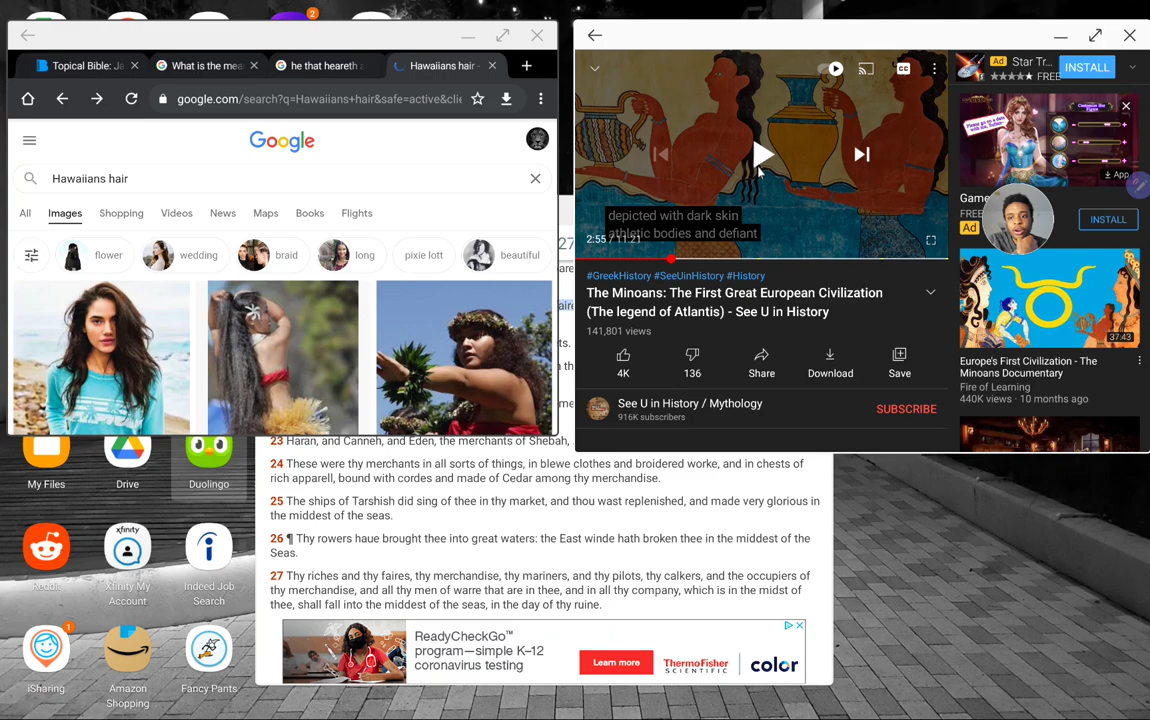 2
Topical Bible: Ja
What is the mea
he that heareth
Hawaiians hair -
google.com/search?q=Hawaiians+hair&safe=active&clie
Google
Hawaiians hair
All
Images
Shopping
Videos
News
Maps
Books
Flights
flower
wedding
braid
long
pixie lott
beautiful
CC
depicted with dark skin
athletic bodies and defiant
2:55 / 11:21
#GreekHistory #SeeUinHistory #History
The Minoans: The First Great European Civilization
(The legend of Atlantis) - See U in History
141,801 views
4K
136
Share
Download
Save
See U in History / Mythology
916K subscribers
SUBSCRIBE
Ad Star Tr...
FREE
INSTALL
App
Game
FREE
Ad
INSTALL
37:43
Europe's First Civilization - The
Minoans Documentary
Fire of Learning
440K views · 10 months ago
27
23 Haran, and Canneh, and Eden, the merchants of Shebah,
24 These were thy merchants in all sorts of things, in blewe clothes and broidered worke, and in chests of
rich apparell, bound with cordes and made of Cedar among thy merchandise.
25 The ships of Tarshish did sing of thee in thy market, and thou wast replenished, and made very glorious in
the middest of the seas.
26 ¶ Thy rowers haue brought thee into great waters: the East winde hath broken thee in the middest of the
Seas.
27 Thy riches and thy faires, thy merchandise, thy mariners, and thy pilots, thy calkers, and the occupiers of
thy merchandise, and all thy men of warre that are in thee, and in all thy company, which is in the midst of
thee, shall fall into the middest of the seas, in the day of thy ruine.
ReadyCheckGo™
program—simple K–12
coronavirus testing
Learn more
ThermoFisher
SCIENTIFIC
color
My Files
Drive
Duolingo
Reddit
xfinity
Xfinity My
Account
Indeed Job
Search
1
iSharing
Amazon
Shopping
Fancy Pants